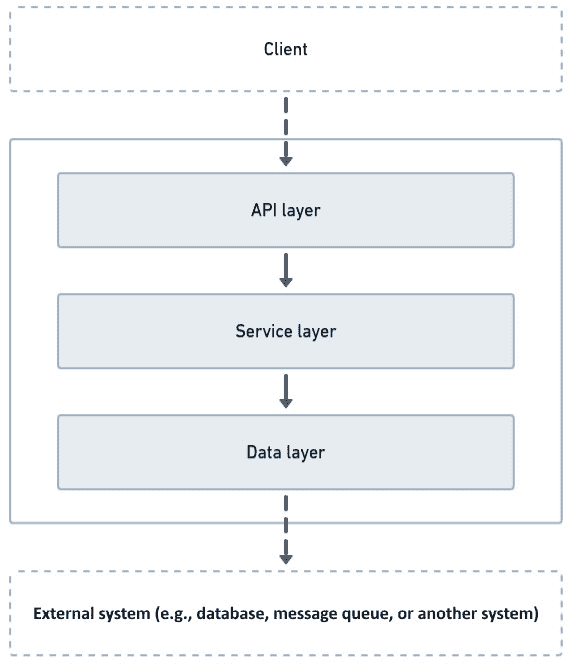 Client
API layer
Service layer
Data layer
External system (e.g., database, message queue, or another system)